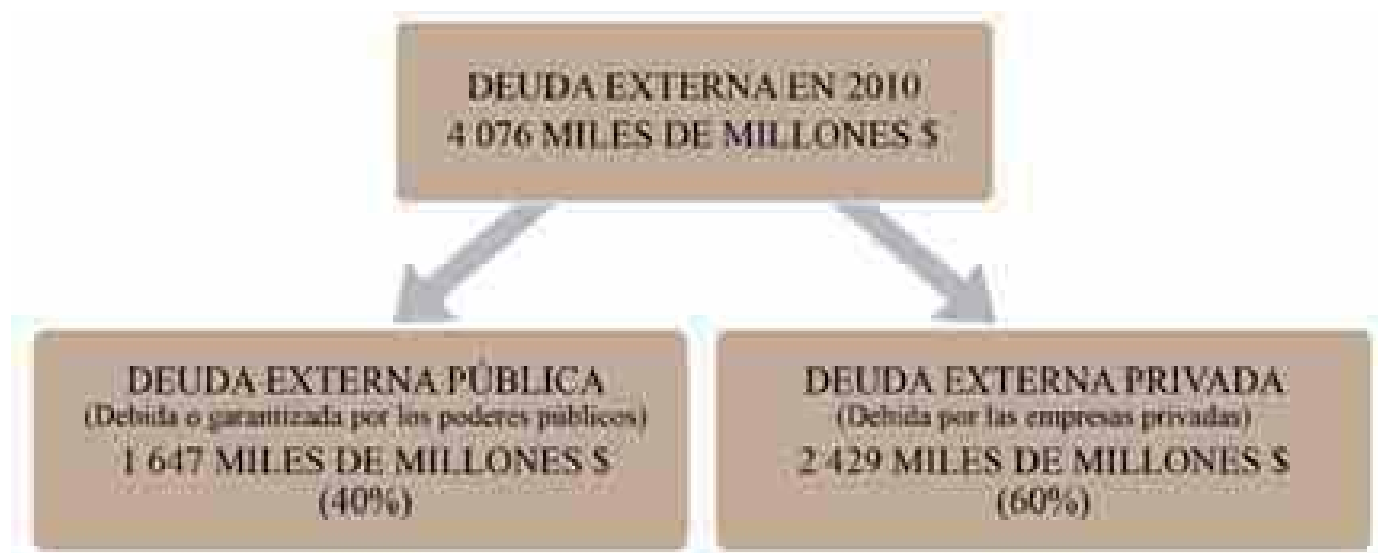 DEUDA EXTERNA EN 2010
4 076 MILES DE MILLONES $
DEUDA EXTERNA PÚBLICA
(Debida o garantizada por los poderes públicos)
1 647 MILES DE MILLONES $
(40%)
DEUDA EXTERNA PRIVADA
(Debida por las empresas privadas)
2 429 MILES DE MILLONES $
(60%)